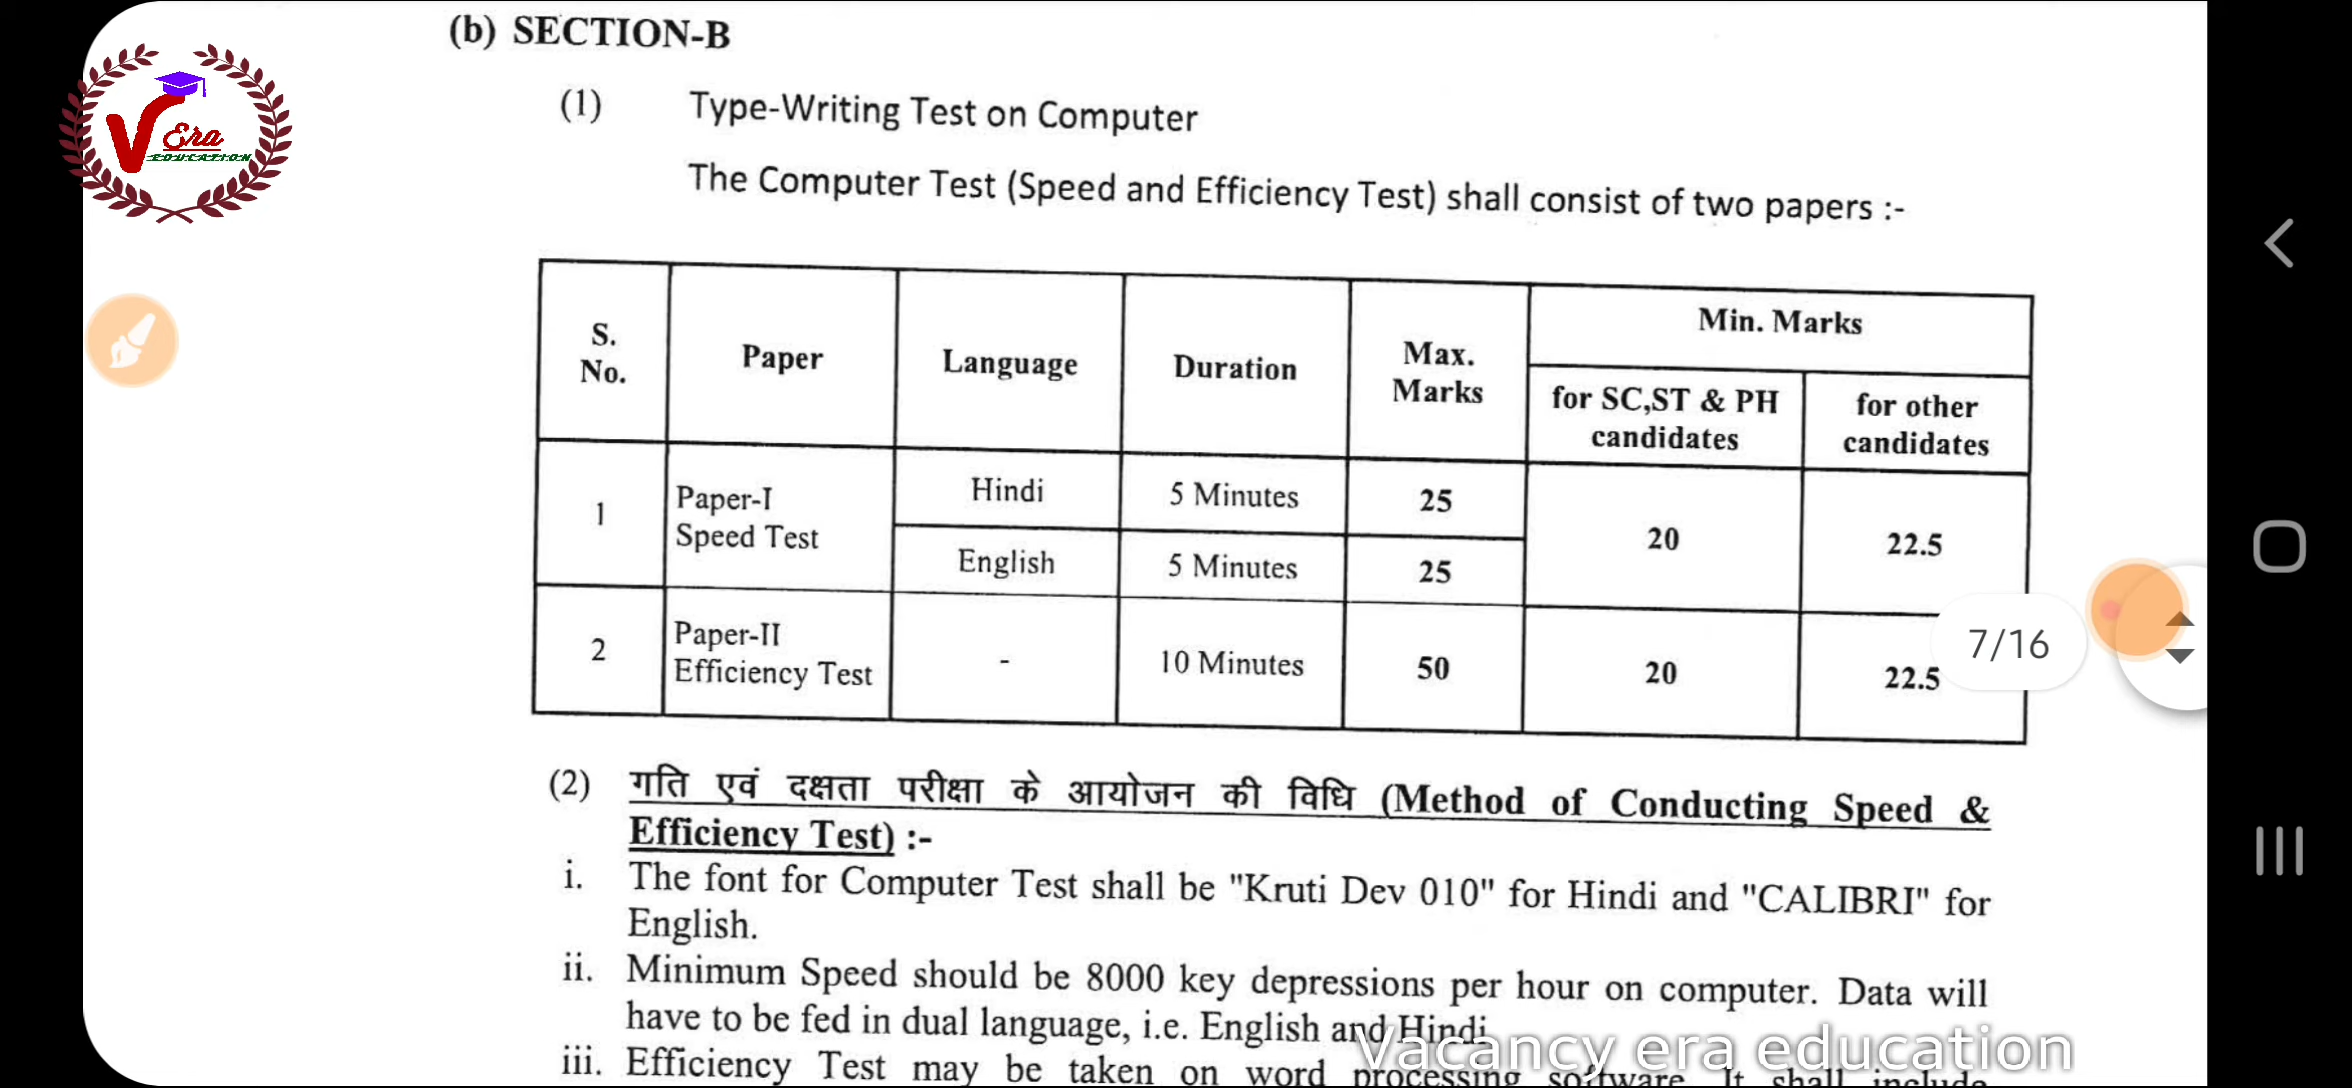 (b) SECTION-B
V Era
EDUCATION
(1) Type-Writing Test on Computer
The Computer Test (Speed and Efficiency Test) shall consist of two papers :-
S. No. Paper Language Duration Max. Marks Min. Marks
for SC,ST & PH candidates for other candidates
1 Paper-I Speed Test Hindi 5 Minutes 25 20 22.5
English 5 Minutes 25
2 Paper-II Efficiency Test - 10 Minutes 50 20 22.5
7/16
(2) गति एवं दक्षता परीक्षा के आयोजन की विधि (Method of Conducting Speed &
Efficiency Test) :-
i. The font for Computer Test shall be "Kruti Dev 010" for Hindi and "CALIBRI" for
English.
ii. Minimum Speed should be 8000 key depressions per hour on computer. Data will
have to be fed in dual language, i.e. English and Hindi
iii. Efficiency Test may be taken on word processing software. It shall include
Vacancy era education